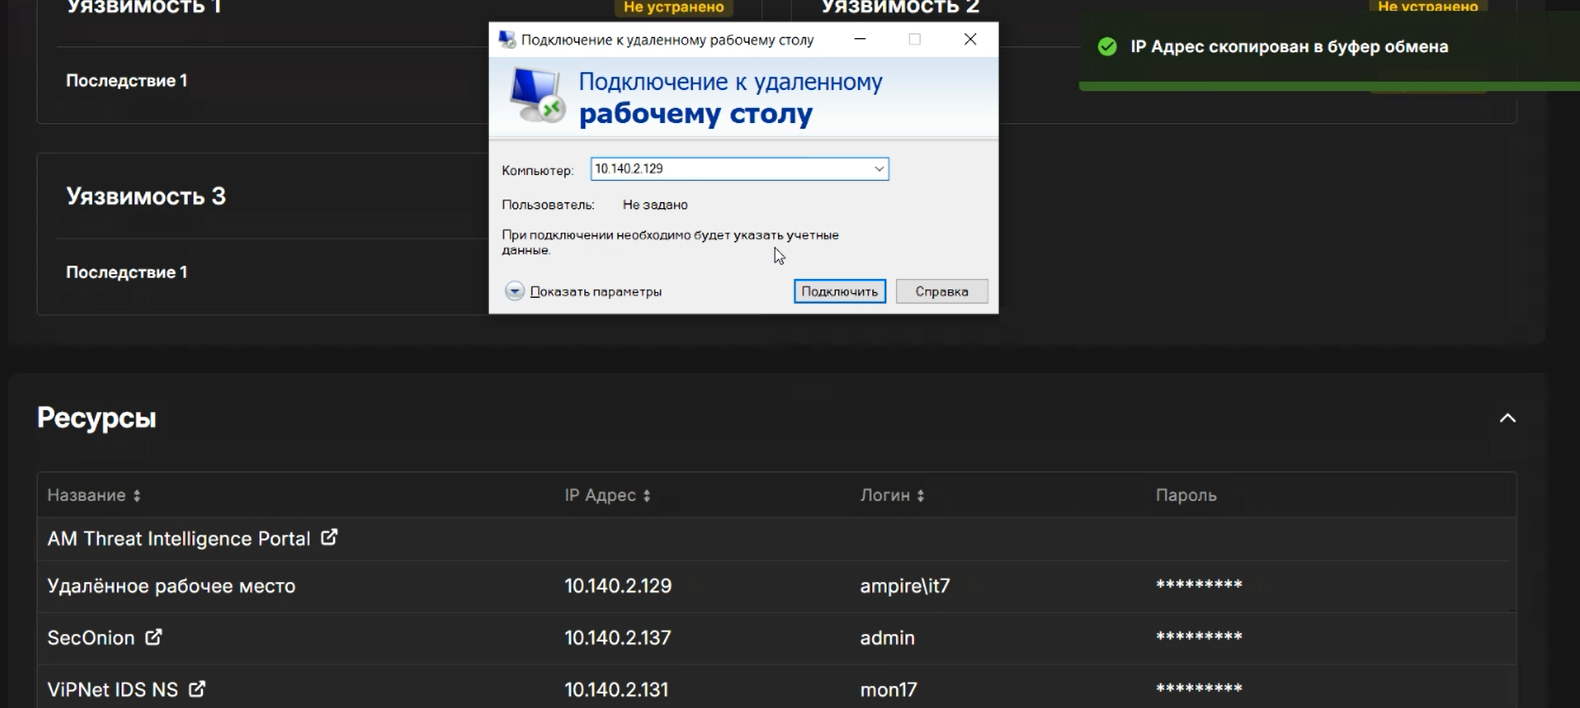 Уязвимость 1
Не устранено
Уязвимость 2
Не устранено
Последствие 1
Подключение к удаленному рабочему столу
IP Адрес скопирован в буфер обмена
Подключение к удаленному
рабочему столу
Компьютер: 10.140.2.129
Пользователь: Не задано
При подключении необходимо будет указать учетные
данные.
Показать параметры
Подключить
Справка
Уязвимость 3
Последствие 1
Ресурсы
Название IP Адрес Логин Пароль
AM Threat Intelligence Portal
Удалённое рабочее место 10.140.2.129 ampire\it7 *********
SecOnion 10.140.2.137 admin *********
ViPNet IDS NS 10.140.2.131 mon17 *********